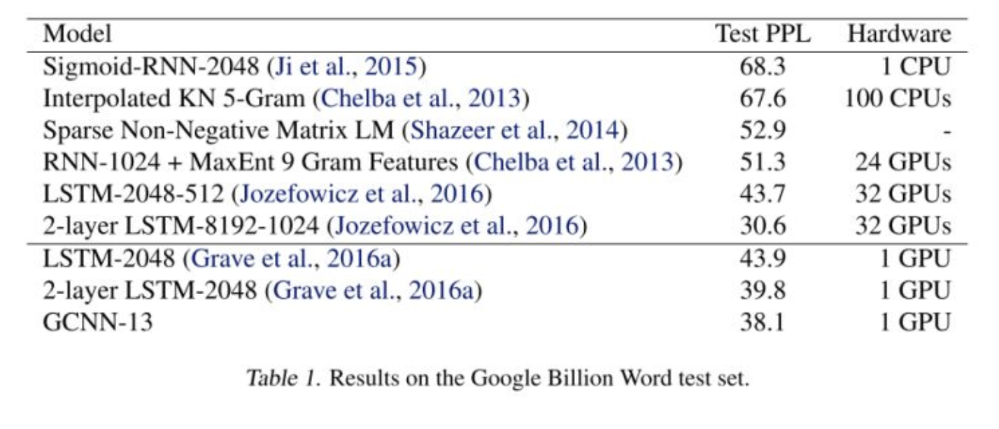 Model Test PPL Hardware
Sigmoid-RNN-2048 (Ji et al., 2015) 68.3 1 CPU
Interpolated KN 5-Gram (Chelba et al., 2013) 67.6 100 CPUs
Sparse Non-Negative Matrix LM (Shazeer et al., 2014) 52.9 -
RNN-1024 + MaxEnt 9 Gram Features (Chelba et al., 2013) 51.3 24 GPUs
LSTM-2048-512 (Jozefowicz et al., 2016) 43.7 32 GPUs
2-layer LSTM-8192-1024 (Jozefowicz et al., 2016) 30.6 32 GPUs
LSTM-2048 (Grave et al., 2016a) 43.9 1 GPU
2-layer LSTM-2048 (Grave et al., 2016a) 39.8 1 GPU
GCNN-13 38.1 1 GPU
Table 1. Results on the Google Billion Word test set.